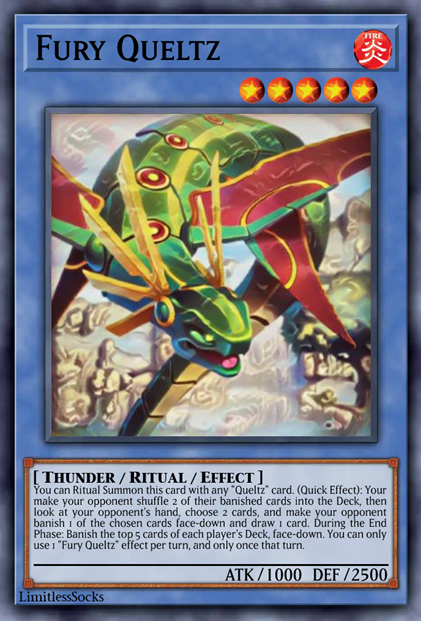 FURY QUELTZ
FIRE
炎
[ THUNDER / RITUAL / EFFECT ]
You can Ritual Summon this card with any "Queltz" card. (Quick Effect): Your
make your opponent shuffle 2 of their banished cards into the Deck, then
look at your opponent's hand, choose 2 cards, and make your opponent
banish 1 of the chosen cards face-down and draw 1 card. During the End
Phase: Banish the top 5 cards of each player's Deck, face-down. You can only
use 1 "Fury Queltz" effect per turn, and only once that turn.
ATK/1000 DEF/2500
LimitlessSocks